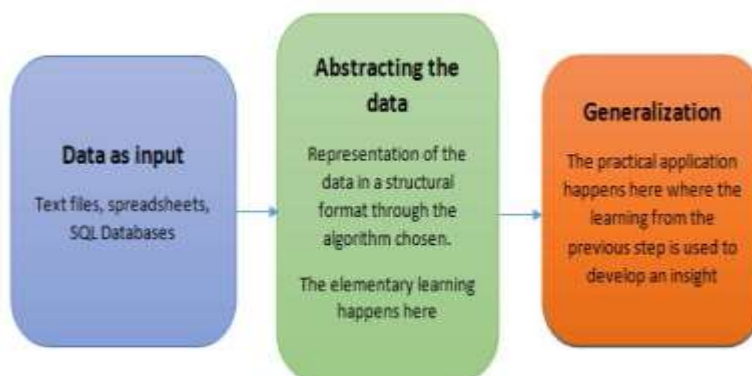 Data as input
Text files, spreadsheets,
SQL Databases
Abstracting the
data
Representation of the
data in a structural
format through the
algorithm chosen.
The elementary learning
happens here
Generalization
The practical application
happens here where the
learning from the
previous step is used to
develop an insight